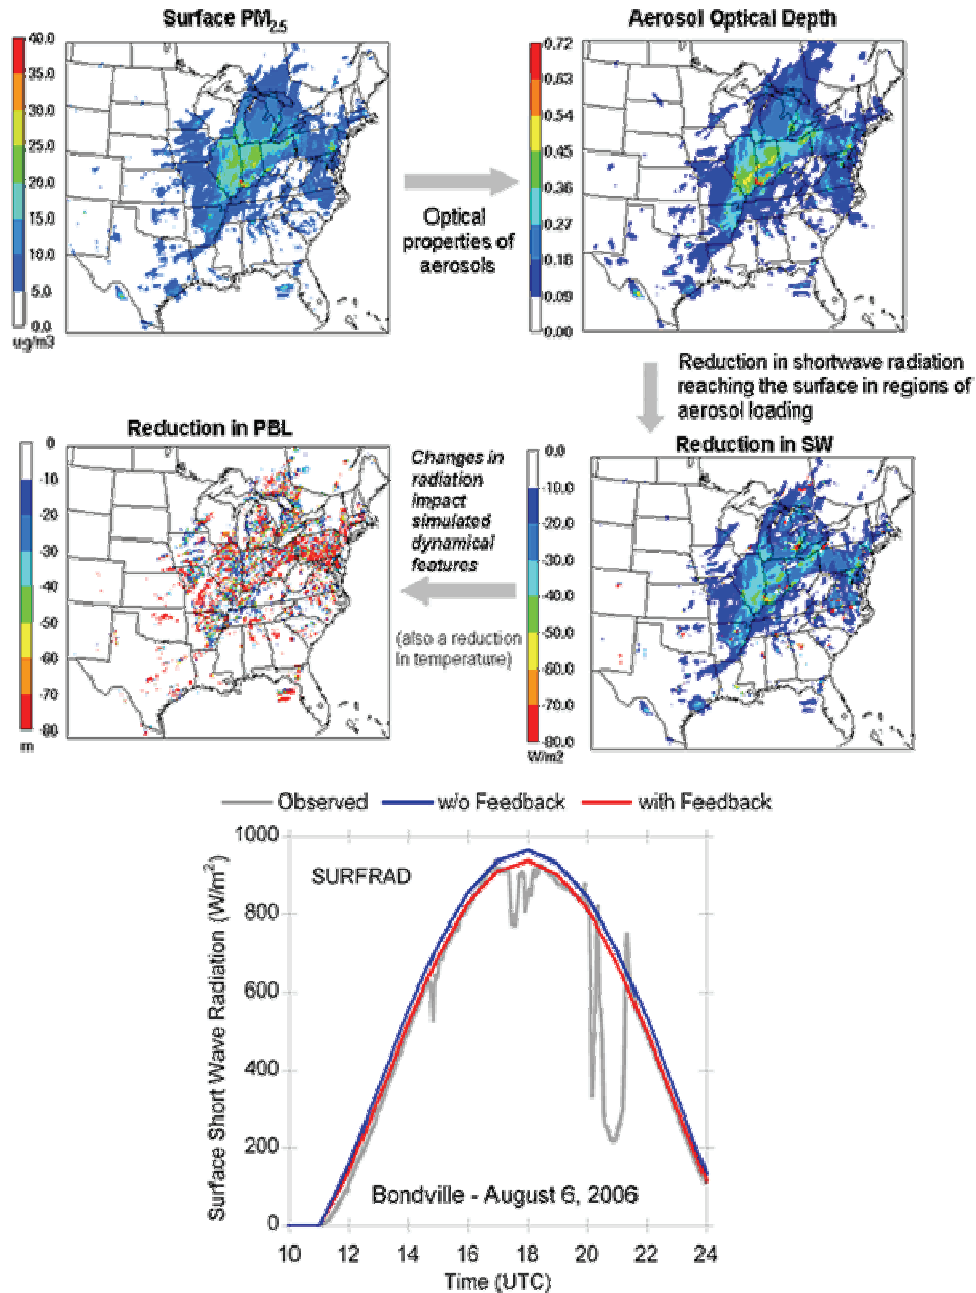 Surface PM2.5
Aerosol Optical Depth
40.0
35.0
30.0
25.0
20.0
15.0
10.0
5.0
0.0
ug/m3
Optical
properties of
aerosols
0.72
0.63
0.54
0.45
0.36
0.27
0.18
0.09
0.00
Reduction in shortwave radiation
reaching the surface in regions of
aerosol loading
Reduction in PBL
0
-10
-20
-30
-40
-50
-60
-70
-80
m
Changes in
radiation
impact
simulated
dynamical
features
(also a reduction
in temperature)
Reduction in SW
0.0
-10.0
-20.0
-30.0
-40.0
-50.0
-60.0
-70.0
-80.0
W/m2
Observed w/o Feedback with Feedback
Surface Short Wave Radiation (W/m²)
1000
800
600
400
200
0
SURFRAD
Bondville - August 6, 2006
10 12 14 16 18 20 22 24
Time (UTC)